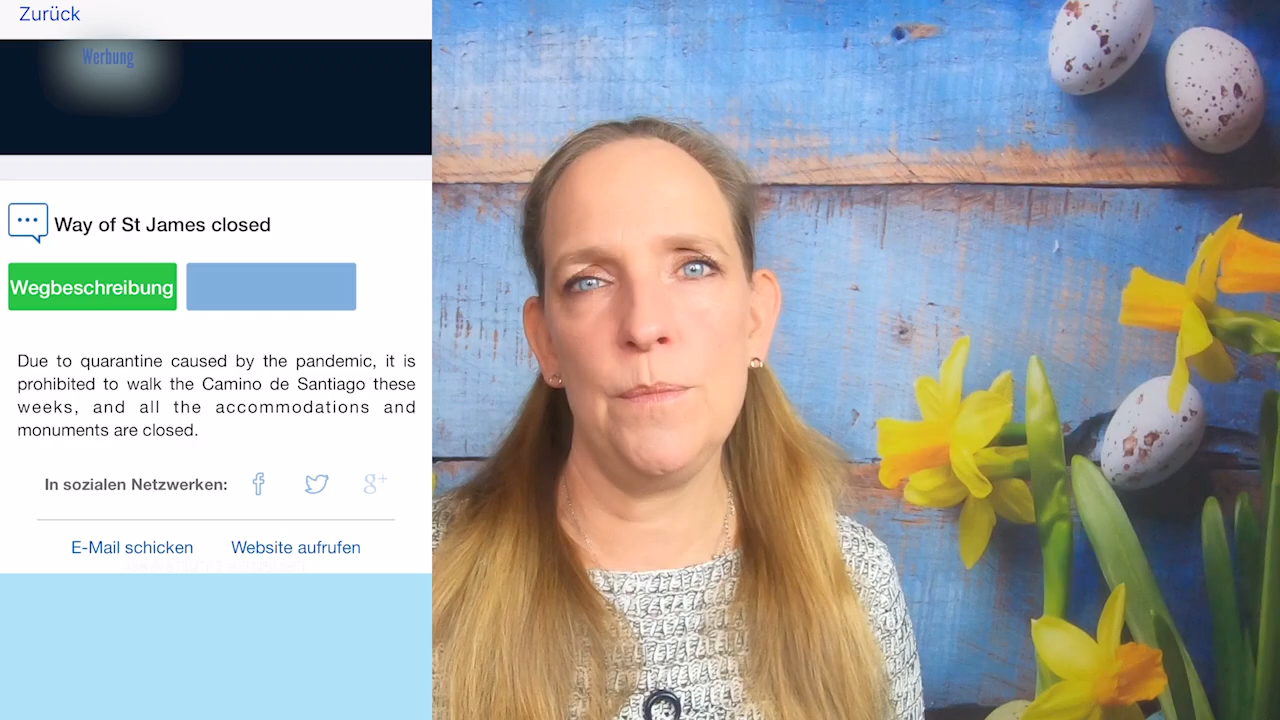 Zurück
Werbung
Way of St James closed
Wegbeschreibung
Due to quarantine caused by the pandemic, it is
prohibited to walk the Camino de Santiago these
weeks, and all the accommodations and
monuments are closed.
In sozialen Netzwerken:
E-Mail schicken Website aufrufen